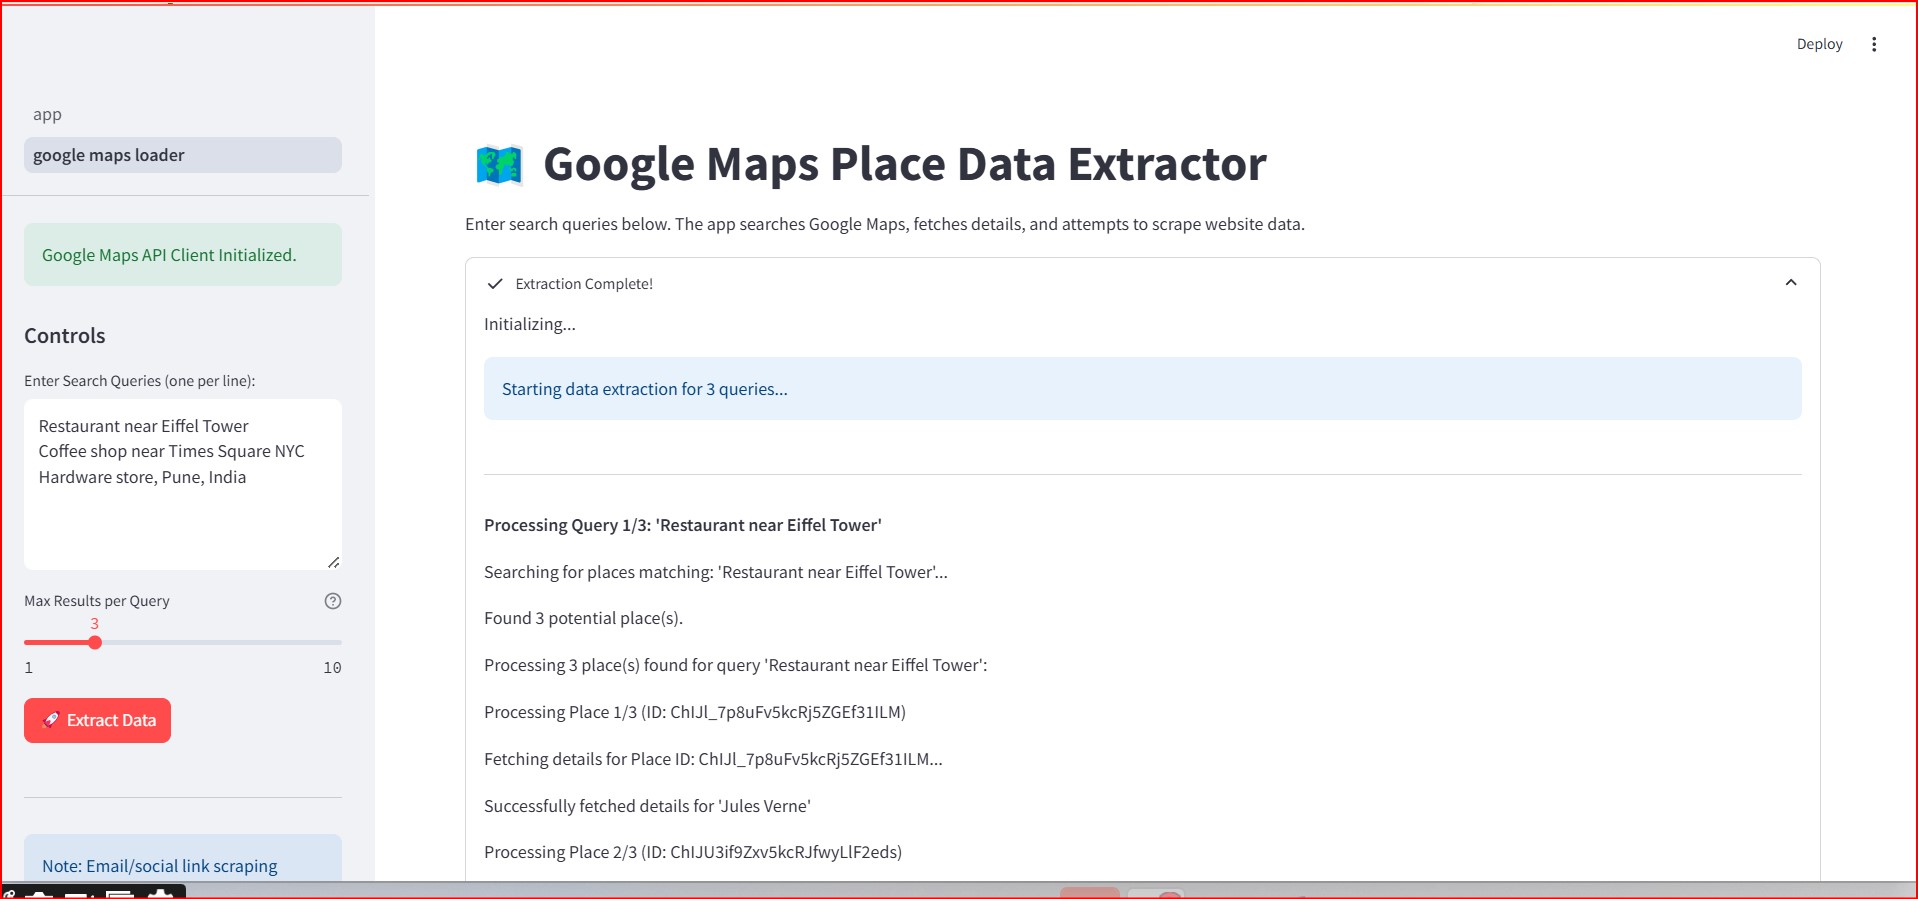 Deploy
app
google maps loader
Google Maps API Client Initialized.
Controls
Enter Search Queries (one per line):
Restaurant near Eiffel Tower
Coffee shop near Times Square NYC
Hardware store, Pune, India
Max Results per Query
3
1 10
Extract Data
Note: Email/social link scraping
Google Maps Place Data Extractor
Enter search queries below. The app searches Google Maps, fetches details, and attempts to scrape website data.
Extraction Complete!
Initializing...
Starting data extraction for 3 queries...
Processing Query 1/3: 'Restaurant near Eiffel Tower'
Searching for places matching: 'Restaurant near Eiffel Tower'...
Found 3 potential place(s).
Processing 3 place(s) found for query 'Restaurant near Eiffel Tower':
Processing Place 1/3 (ID: ChIJl_7p8uFv5kcRj5ZGEf31ILM)
Fetching details for Place ID: ChIJl_7p8uFv5kcRj5ZGEf31ILM...
Successfully fetched details for 'Jules Verne'
Processing Place 2/3 (ID: ChIJU3if9Zxv5kcRJfwyLlF2eds)